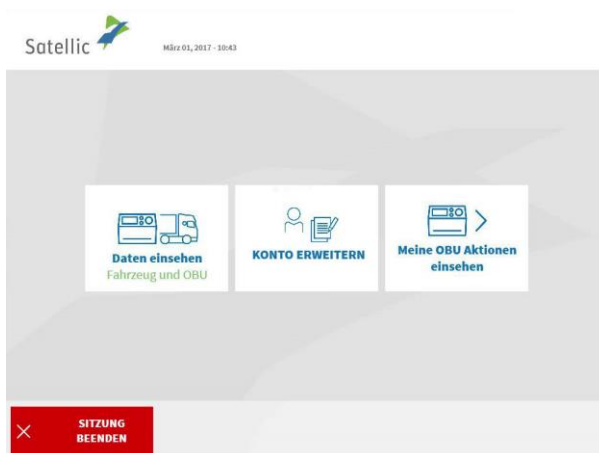 Satellic
März 01, 2017 - 10:43
Daten einsehen
Fahrzeug und OBU
KONTO ERWEITERN
Meine OBU Aktionen
einsehen
SITZUNG
BEENDEN